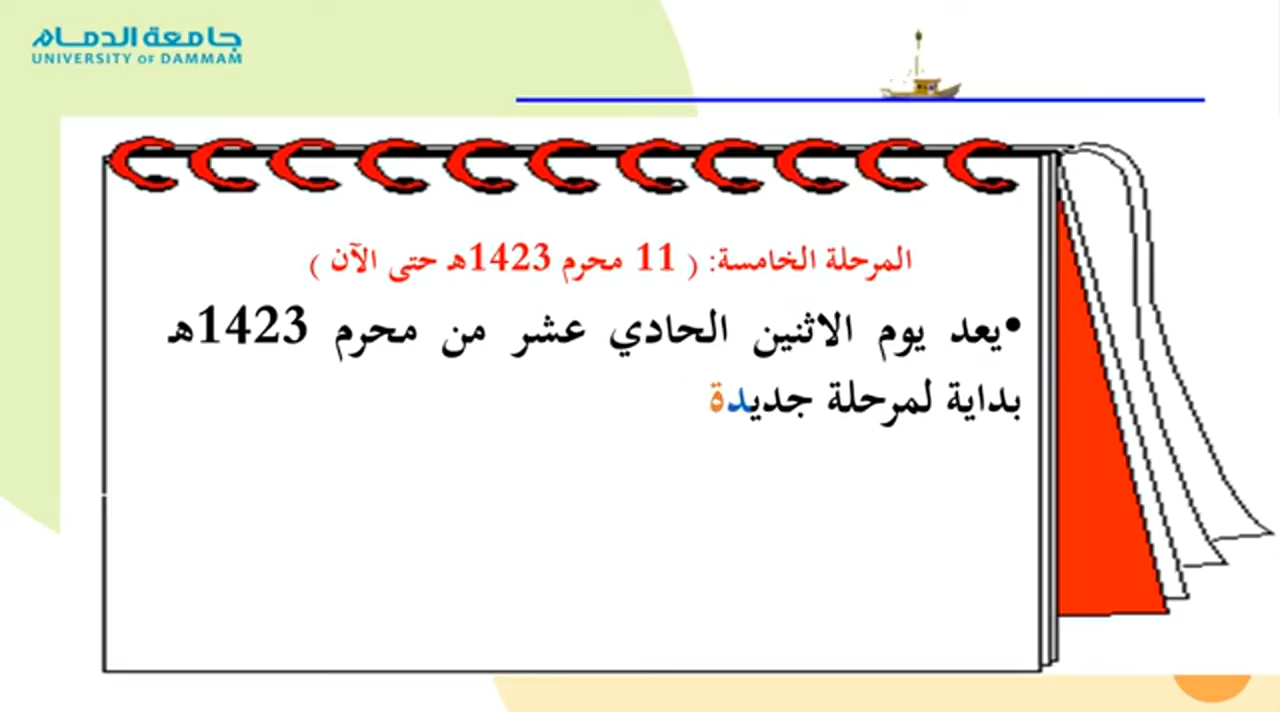 جامعة الدمام
UNIVERSITY OF DAMMAM
المرحلة الخامسة: ( 11 محرم 1423هـ حتى الآن )
•يعد يوم الاثنين الحادي عشر من محرم 1423هـ
بداية لمرحلة جديدة